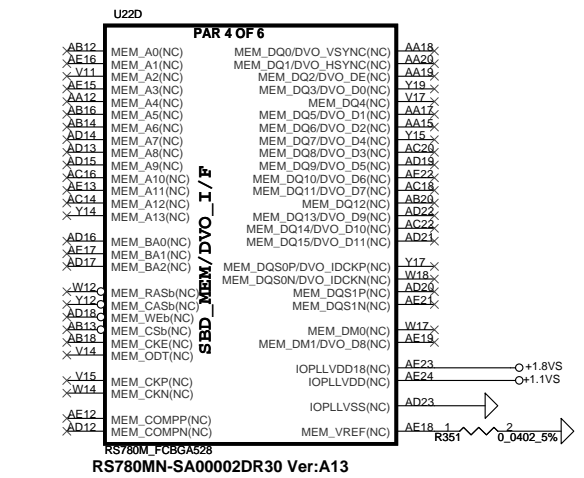 U22D
PAR 4 OF 6
AB12 MEM_A0(NC) MEM_DQ0/DVO_VSYNC(NC) AA18
AE16 MEM_A1(NC) MEM_DQ1/DVO_HSYNC(NC) AA20
V11 MEM_A2(NC) MEM_DQ2/DVO_DE(NC) AA19
AE15 MEM_A3(NC) MEM_DQ3/DVO_D0(NC) Y19
AA12 MEM_A4(NC) MEM_DQ4(NC) V17
AB16 MEM_A5(NC) MEM_DQ5/DVO_D1(NC) AA17
AB14 MEM_A6(NC) MEM_DQ6/DVO_D2(NC) AA15
AD14 MEM_A7(NC) MEM_DQ7/DVO_D4(NC) Y15
AD13 MEM_A8(NC) MEM_DQ8/DVO_D3(NC) AC20
AD15 MEM_A9(NC) MEM_DQ9/DVO_D5(NC) AD19
AC16 MEM_A10(NC) MEM_DQ10/DVO_D6(NC) AE22
AE13 MEM_A11(NC) MEM_DQ11/DVO_D7(NC) AC18
AC14 MEM_A12(NC) MEM_DQ12(NC) AB20
Y14 MEM_A13(NC) MEM_DQ13/DVO_D9(NC) AD22
MEM_DQ14/DVO_D10(NC) AC22
AD16 MEM_BA0(NC) MEM_DQ15/DVO_D11(NC) AD21
AE17 MEM_BA1(NC)
AD17 MEM_BA2(NC) MEM_DQS0P/DVO_IDCKP(NC) Y17
MEM_DQS0N/DVO_IDCKN(NC) W18
W12 MEM_RASb(NC) MEM_DQS1P(NC) AD20
Y12 MEM_CASb(NC) MEM_DQS1N(NC) AE21
AD18 MEM_WEb(NC)
AB13 MEM_CSb(NC) MEM_DM0(NC) W17
AB18 MEM_CKE(NC) MEM_DM1/DVO_D8(NC) AE19
V14 MEM_ODT(NC)
SBD_MEM/DVO_I/F
IOPLLVDD18(NC) AE23 +1.8VS
V15 MEM_CKP(NC) IOPLLVDD(NC) AE24 +1.1VS
W14 MEM_CKN(NC)
IOPLLVSS(NC) AD23
AE12 MEM_COMPP(NC)
AD12 MEM_COMPN(NC) MEM_VREF(NC) AE18 1 2
R351 0_0402_5%
RS780M_FCBGA528
RS780MN-SA00002DR30 Ver:A13